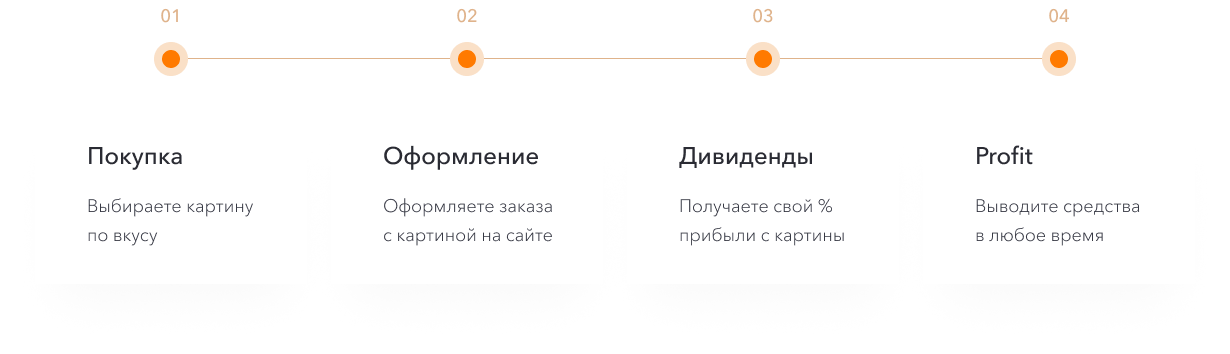 01
02
03
04
Покупка
Выбираете картину
по вкусу
Оформление
Оформляете заказа
с картиной на сайте
Дивиденды
Получаете свой %
прибыли с картины
Profit
Выводите средства
в любое время